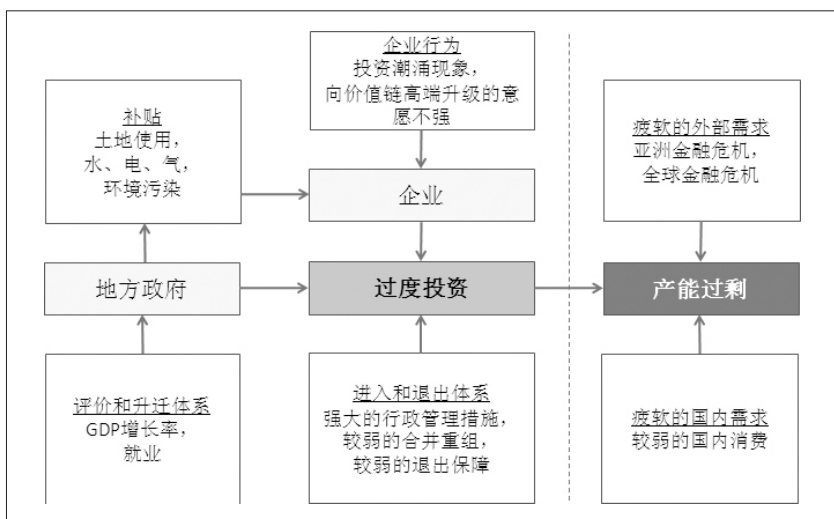 企业行为
投资潮涌现象，
向价值链高端升级的意
愿不强
补贴
土地使用，
水、电、气，
环境污染
疲软的外部需求
亚洲金融危机，
全球金融危机
企业
地方政府
过度投资
产能过剩
评价和升迁体系
GDP增长率，
就业
进入和退出体系
强大的行政管理措施，
较弱的合并重组，
较弱的退出保障
疲软的国内需求
较弱的国内消费